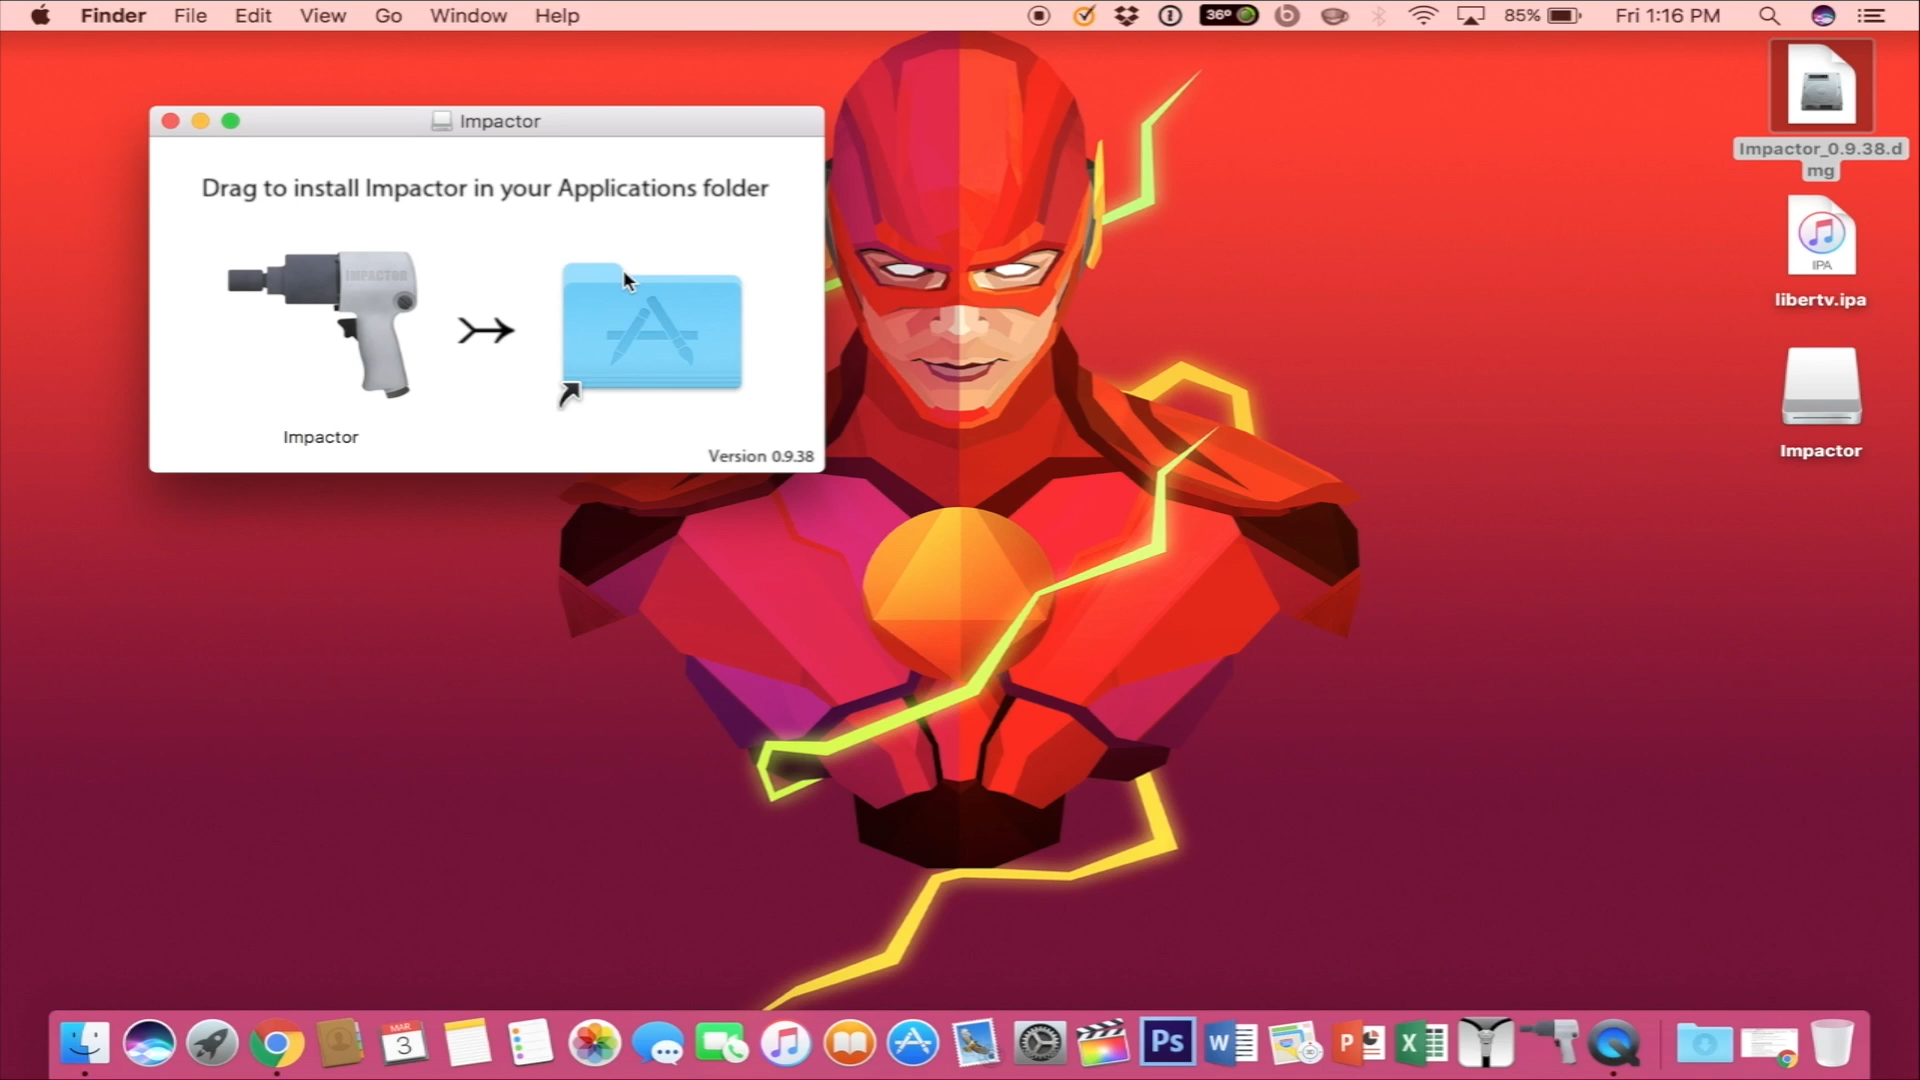 Finder File Edit View Go Window Help
36° 85% Fri 1:16 PM
Impactor
Drag to install Impactor in your Applications folder
IMPACTOR
Impactor
Version 0.9.38
Impactor_0.9.38.d
mg
IPA
libertv.ipa
Impactor
MAR
3
Ps
W
P
X